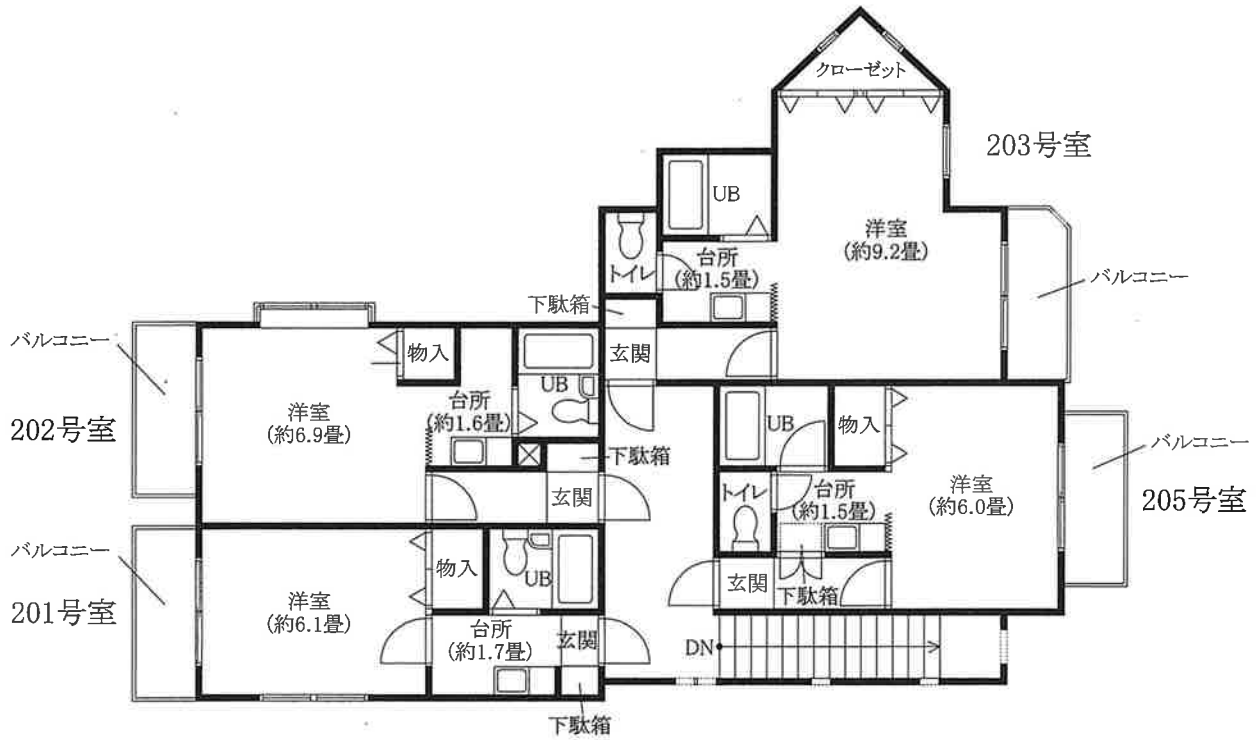 クローゼット
203号室
UB
洋室
(約9.2畳)
トイレ
台所
(約1.5畳)
バルコニー
下駄箱
玄関
バルコニー
202号室
物入
洋室
(約6.9畳)
台所
(約1.6畳)
UB
下駄箱
玄関
UB
物入
バルコニー
205号室
トイレ
台所
(約1.5畳)
洋室
(約6.0畳)
玄関
下駄箱
バルコニー
201号室
洋室
(約6.1畳)
物入
UB
台所
(約1.7畳)
玄関
下駄箱
DN